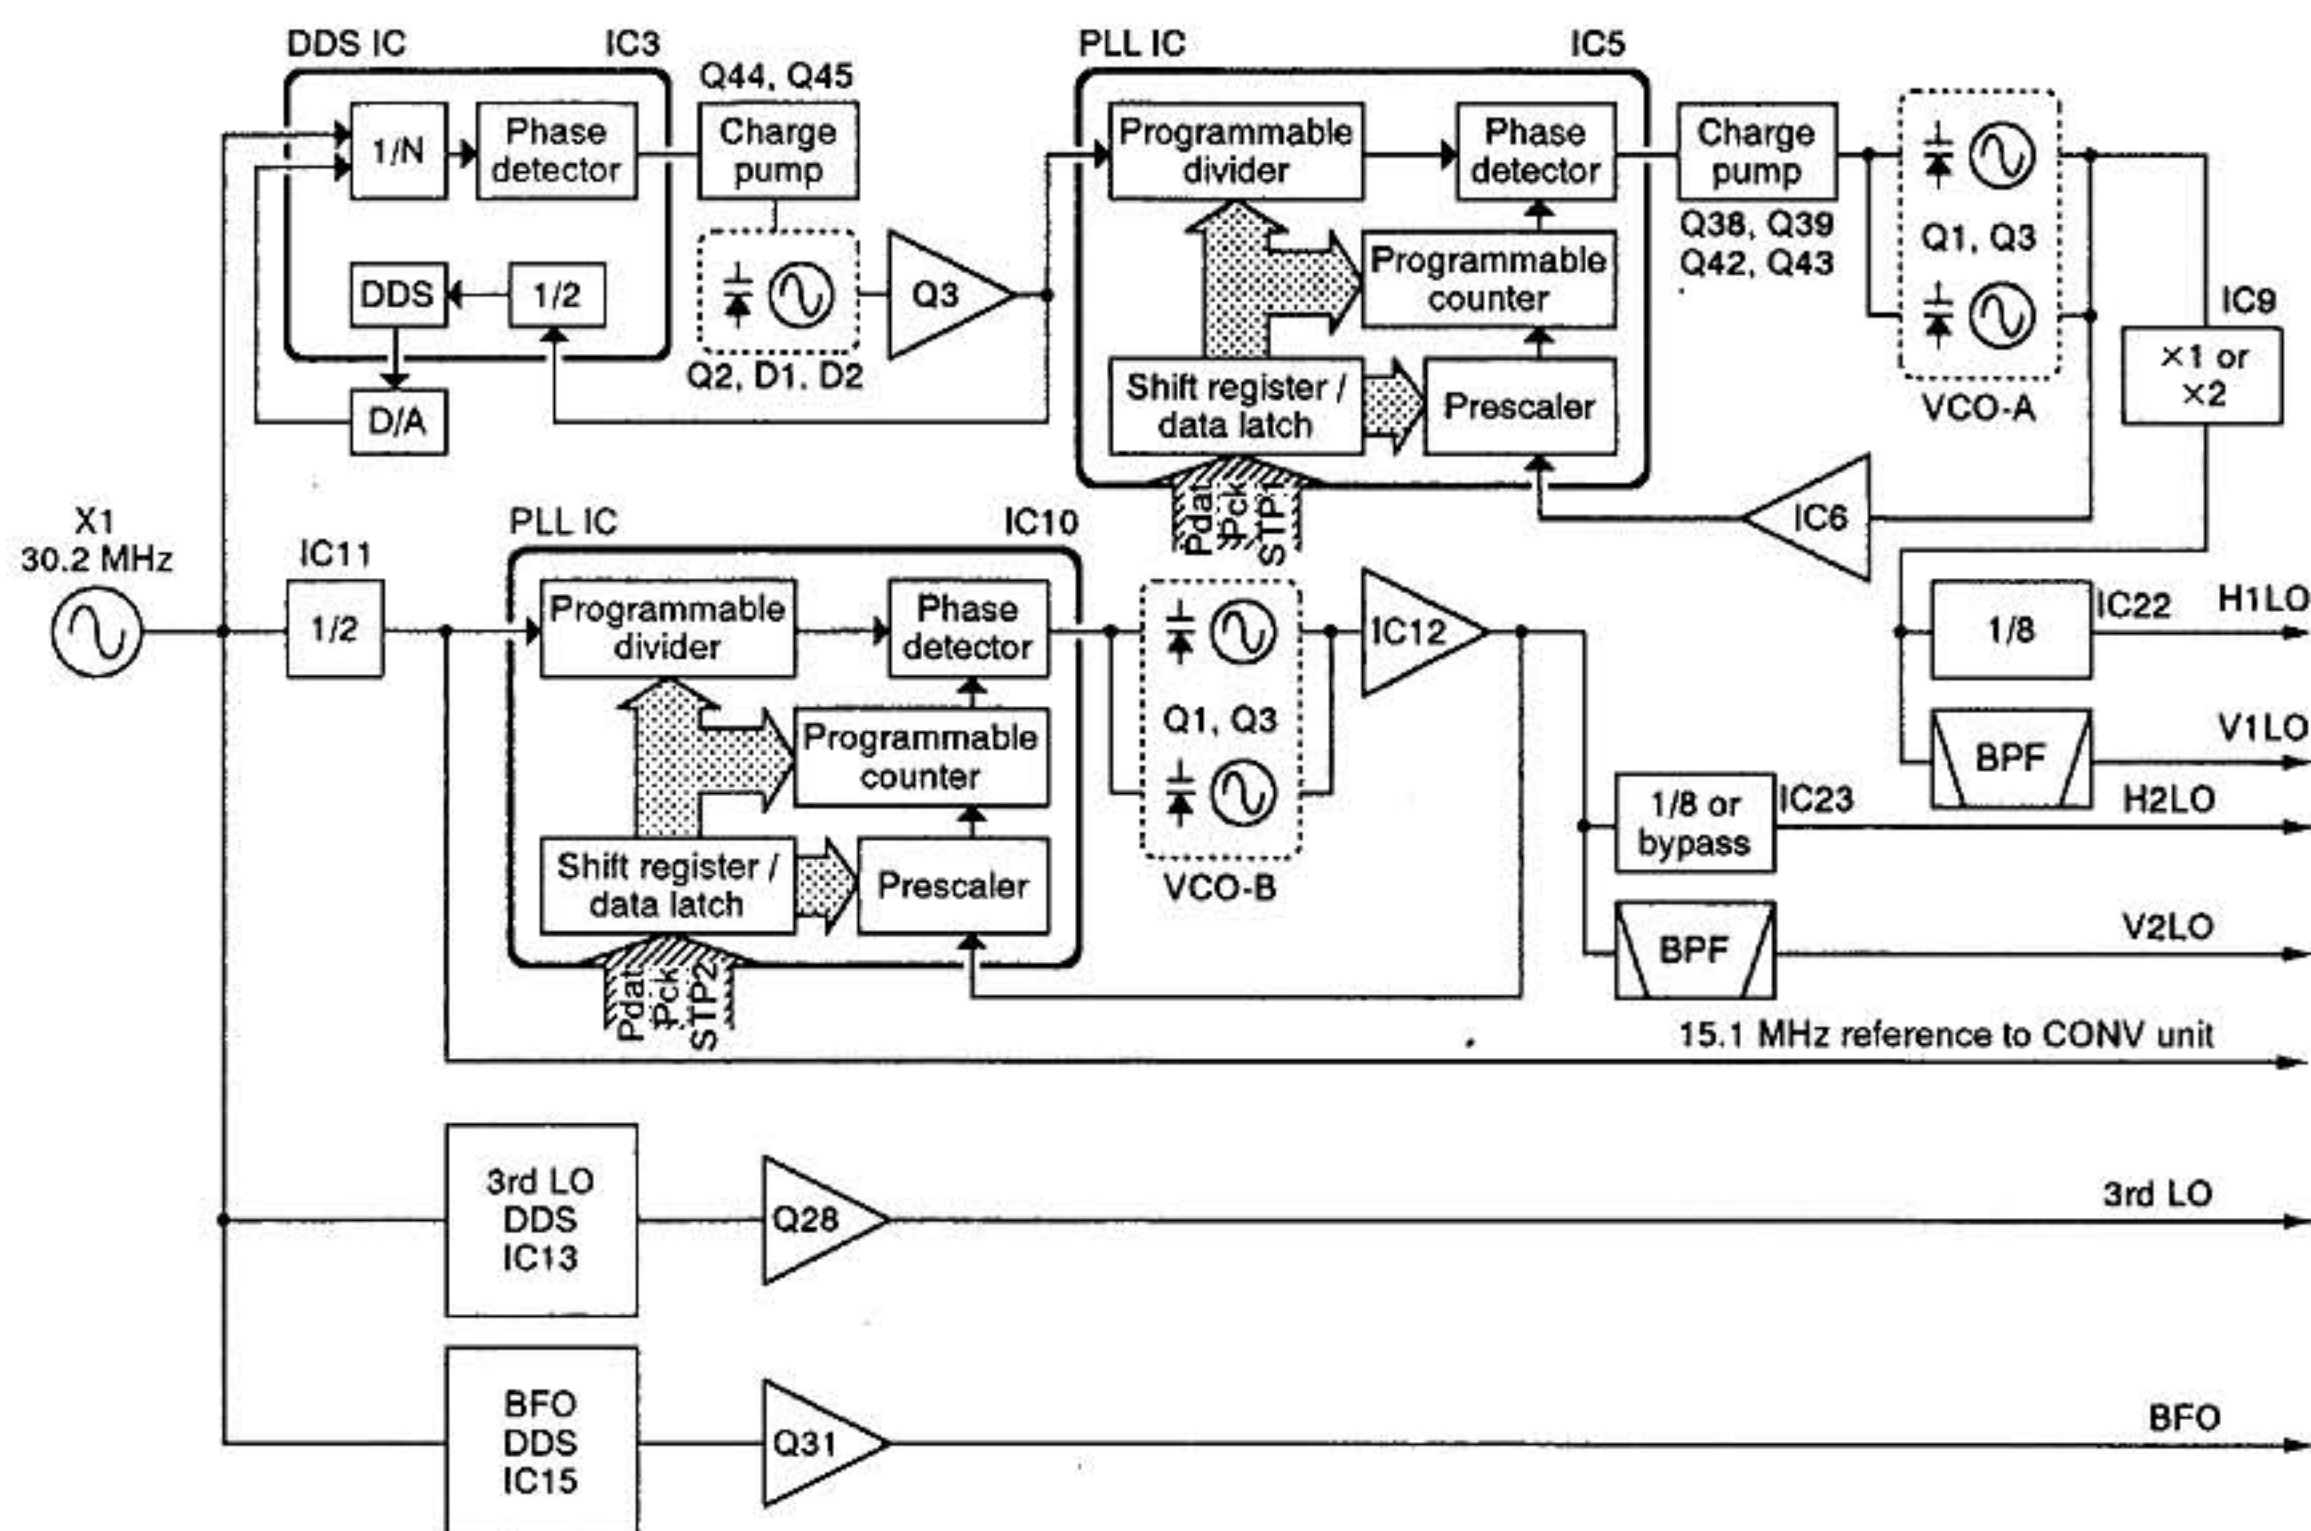 DDS IC
IC3
1/N
Phase
detector
Q44, Q45
Charge
pump
DDS
1/2
D/A
Q2, D1, D2
Q3
PLL IC
IC5
Programmable
divider
Phase
detector
Programmable
counter
Shift register /
data latch
Prescaler
Pdat
Pck
STP1
Charge
pump
Q38, Q39
Q42, Q43
Q1, Q3
VCO-A
IC9
×1 or
×2
IC6
X1
30.2 MHz
IC11
1/2
PLL IC
IC10
Programmable
divider
Phase
detector
Programmable
counter
Shift register /
data latch
Prescaler
Pdat
Pck
STP2
Q1, Q3
VCO-B
IC12
1/8
IC22
H1LO
BPF
V1LO
1/8 or
bypass
IC23
H2LO
BPF
V2LO
15.1 MHz reference to CONV unit
3rd LO
DDS
IC13
Q28
3rd LO
BFO
DDS
IC15
Q31
BFO